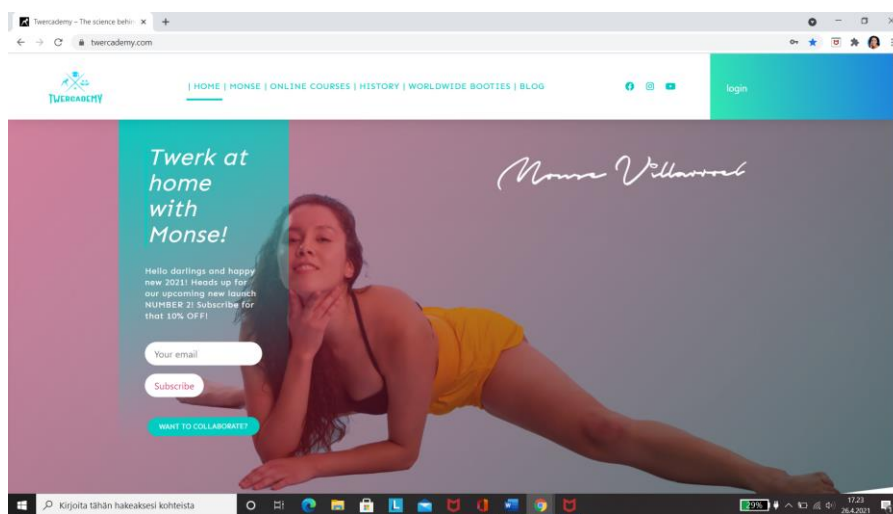 Twercademy – The science behin
twercademy.com
TWERCADEMY
| HOME | MONSE | ONLINE COURSES | HISTORY | WORLDWIDE BOOTIES | BLOG
login
Twerk at
home
with
Monse!
Monse Villarroel
Hello darlings and happy
new 2021! Heads up for
our upcoming new launch
NUMBER 2! Subscribe for
that 10% OFF!
Your email
Subscribe
WANT TO COLLABORATE?
Kirjoita tähän hakeaksesi kohteista
L
29%
17.23
26.4.2021